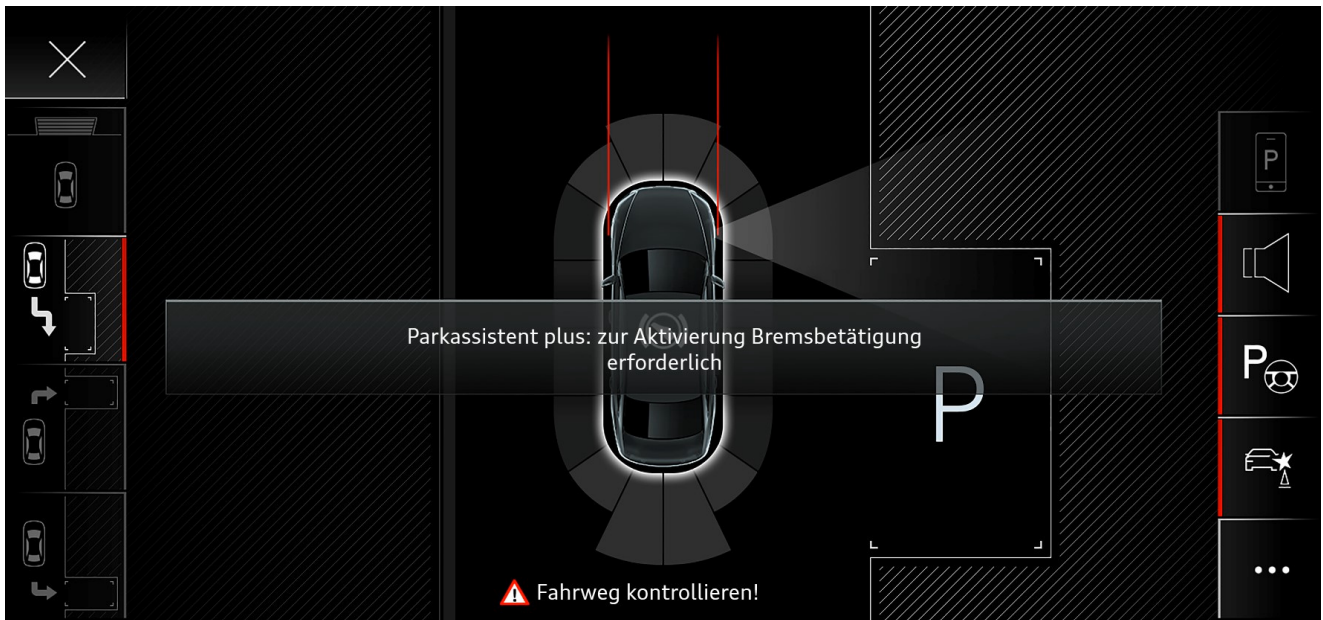 P
Parkassistent plus: zur Aktivierung Bremsbetätigung
erforderlich
P
P
Fahrweg kontrollieren!